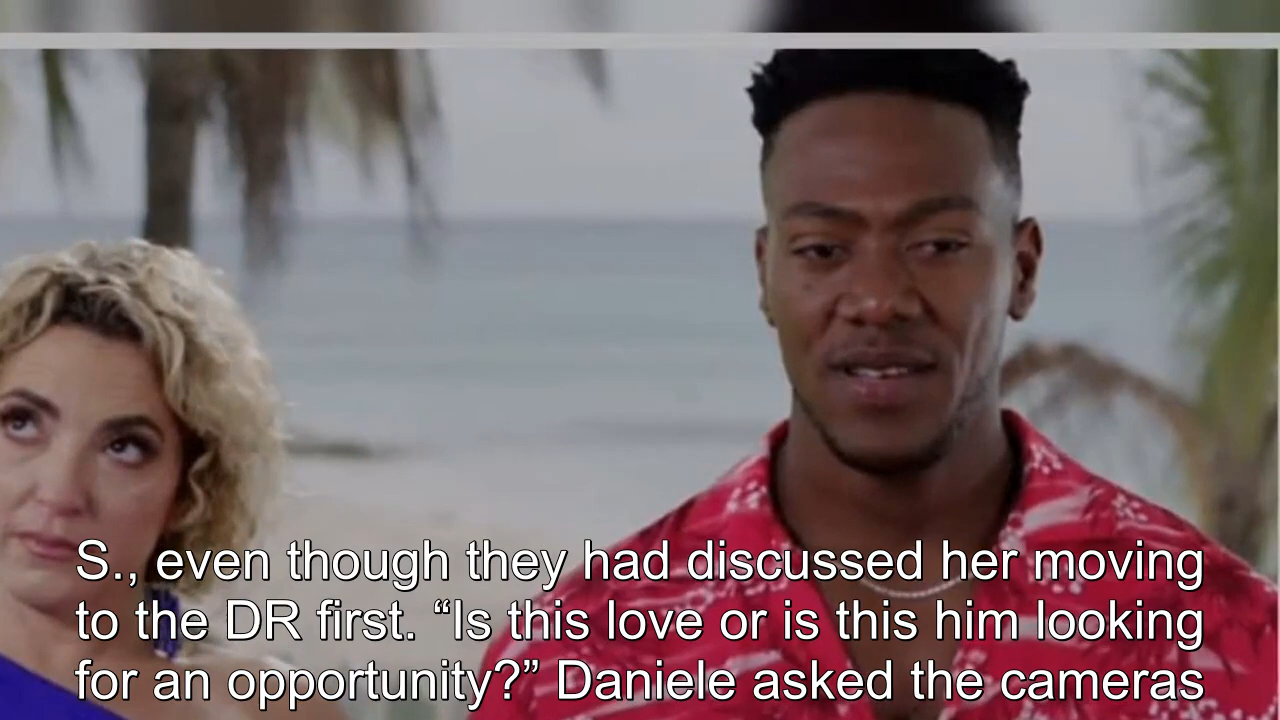 S., even though they had discussed her moving
to the DR first. “Is this love or is this him looking
for an opportunity?” Daniele asked the cameras